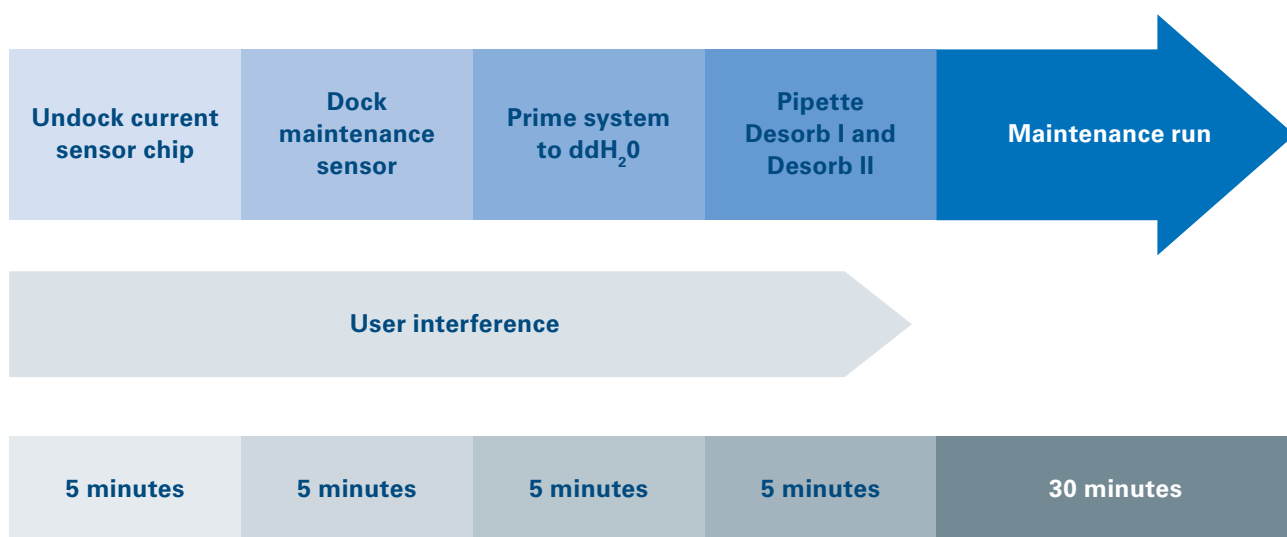 Undock current
sensor chip
Dock
maintenance
sensor
Prime system
to ddH₂0
Pipette
Desorb I and
Desorb II
Maintenance run
User interference
5 minutes
5 minutes
5 minutes
5 minutes
30 minutes